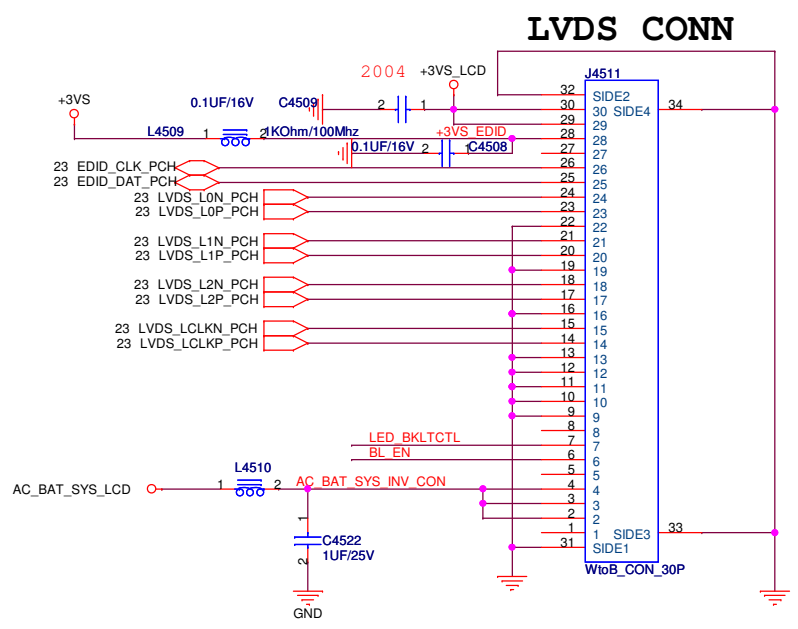 LVDS CONN
J4511
2004
+3VS_LCD
+3VS
0.1UF/16V
C4509
2
1
32
SIDE2
30
30
SIDE4
34
29
29
L4509
1
2
1KOhm/100Mhz
+3VS_EDID
28
28
0.1UF/16V
2
1
C4508
27
27
23 EDID_CLK_PCH
26
26
23 EDID_DAT_PCH
25
25
23 LVDS_L0N_PCH
24
24
23 LVDS_L0P_PCH
23
23
22
22
23 LVDS_L1N_PCH
21
21
23 LVDS_L1P_PCH
20
20
19
19
23 LVDS_L2N_PCH
18
18
23 LVDS_L2P_PCH
17
17
16
16
23 LVDS_LCLKN_PCH
15
15
23 LVDS_LCLKP_PCH
14
14
13
13
12
12
11
11
10
10
9
9
8
8
LED_BKLTCTL
7
7
BL_EN
6
6
5
5
L4510
AC_BAT_SYS_LCD
1
2
AC_BAT_SYS_INV_CON
4
4
3
3
2
2
1
1
SIDE3
33
31
SIDE1
1
C4522
1UF/25V
2
GND
WtoB_CON_30P